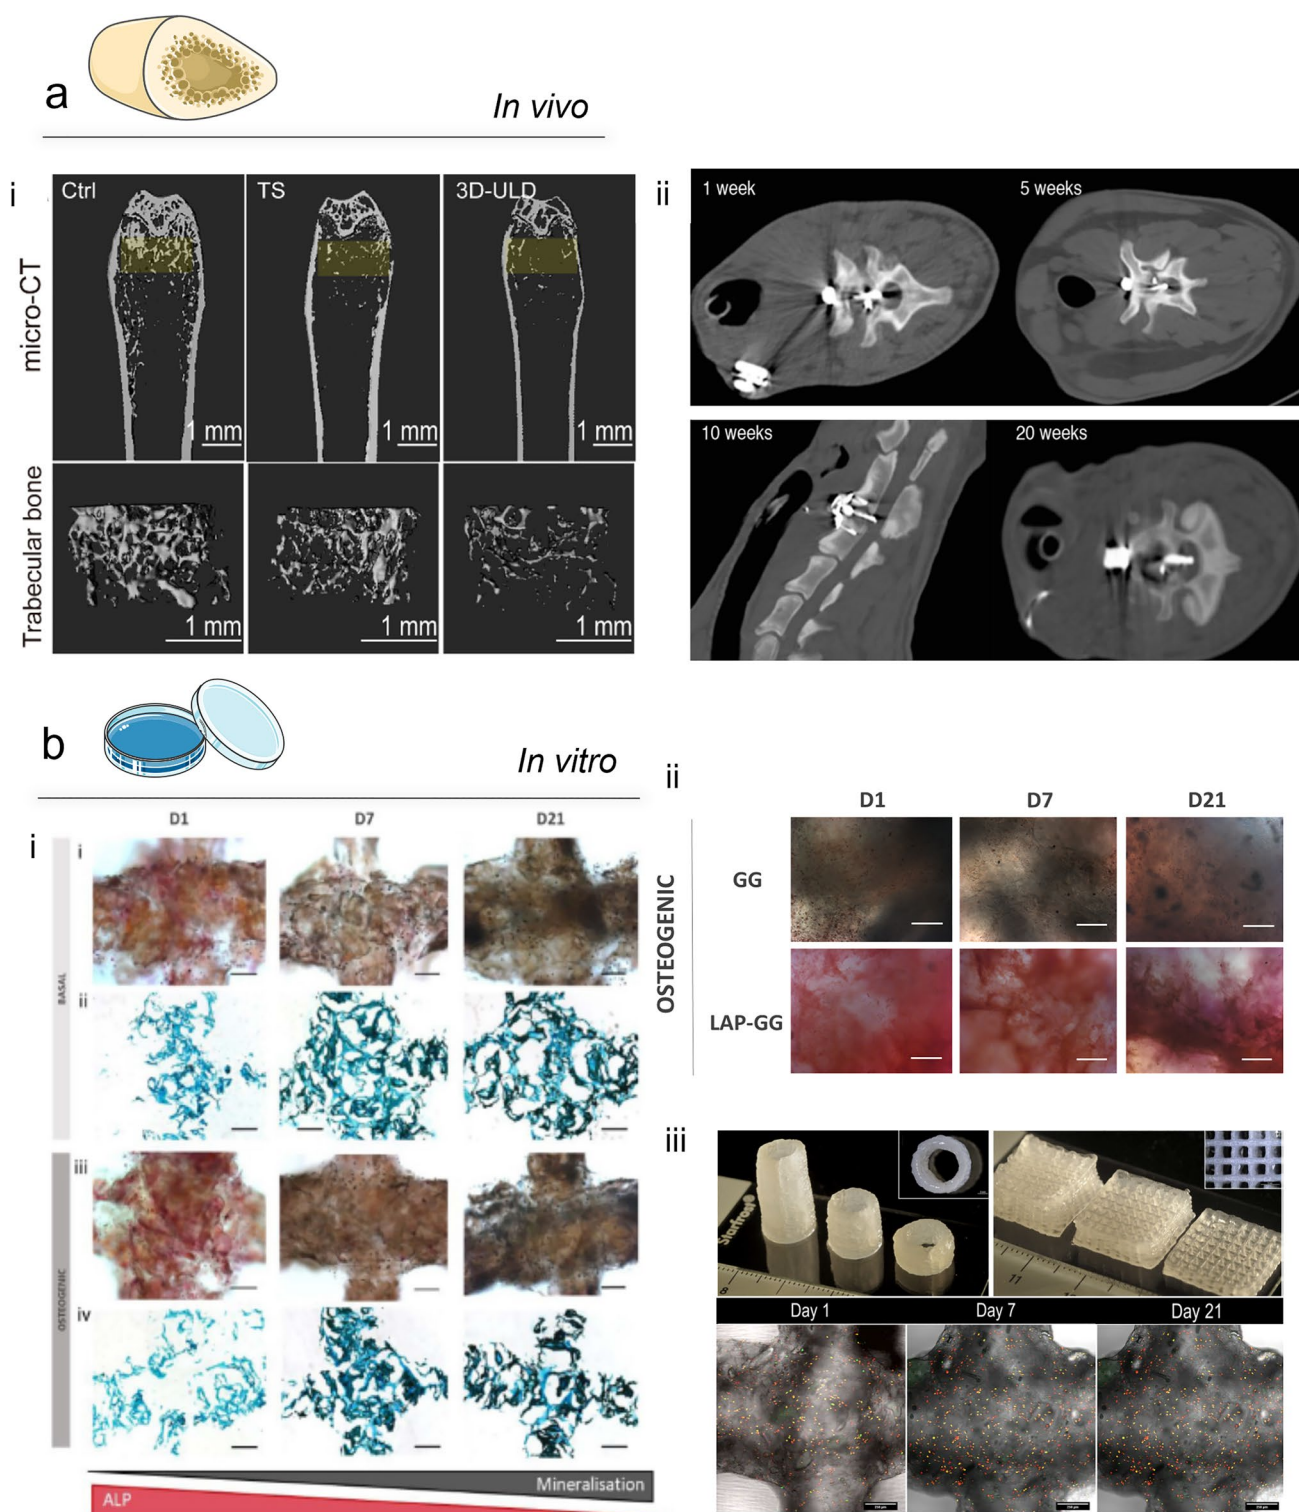 a
In vivo
i
micro-CT
Ctrl
TS
3D-ULD
1 mm
1 mm
1 mm
Trabecular bone
1 mm
1 mm
1 mm
ii
1 week
5 weeks
10 weeks
20 weeks
b
In vitro
i
D1
D7
D21
BASAL
i
ii
OSTEOGENIC
iii
iv
Mineralisation
ALP
ii
D1
D7
D21
OSTEOGENIC
GG
LAP-GG
iii
Starfrost®
8
11
Day 1
Day 7
Day 21